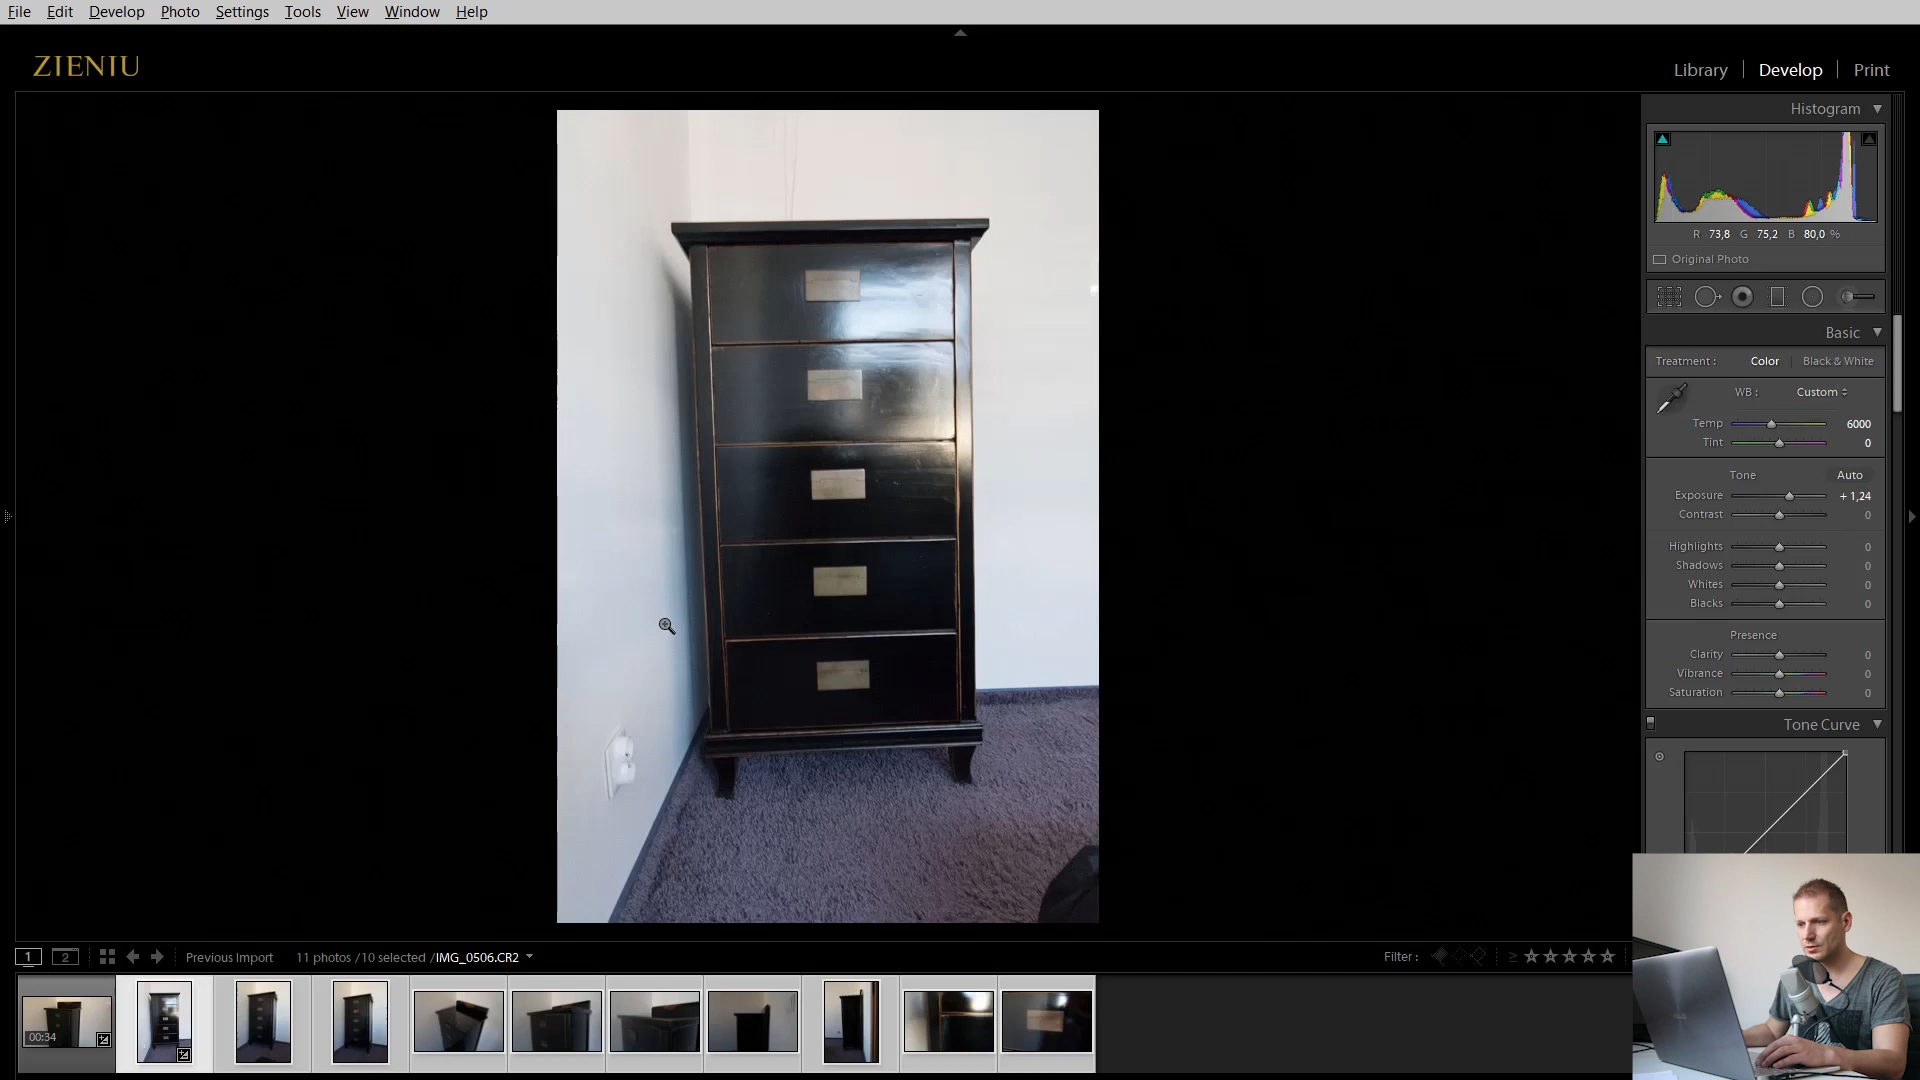 File Edit Develop Photo Settings Tools View Window Help
ZIENIU
Library Develop Print
Histogram
R 73,8 G 75,2 B 80,0 %
Original Photo
Basic
Treatment : Color Black & White
WB : Custom
Temp 6000
Tint 0
Tone Auto
Exposure + 1,24
Contrast 0
Highlights 0
Shadows 0
Whites 0
Blacks 0
Presence
Clarity 0
Vibrance 0
Saturation 0
Tone Curve
1 2 Previous Import 11 photos /10 selected /IMG_0506.CR2 Filter : ≥
00:34